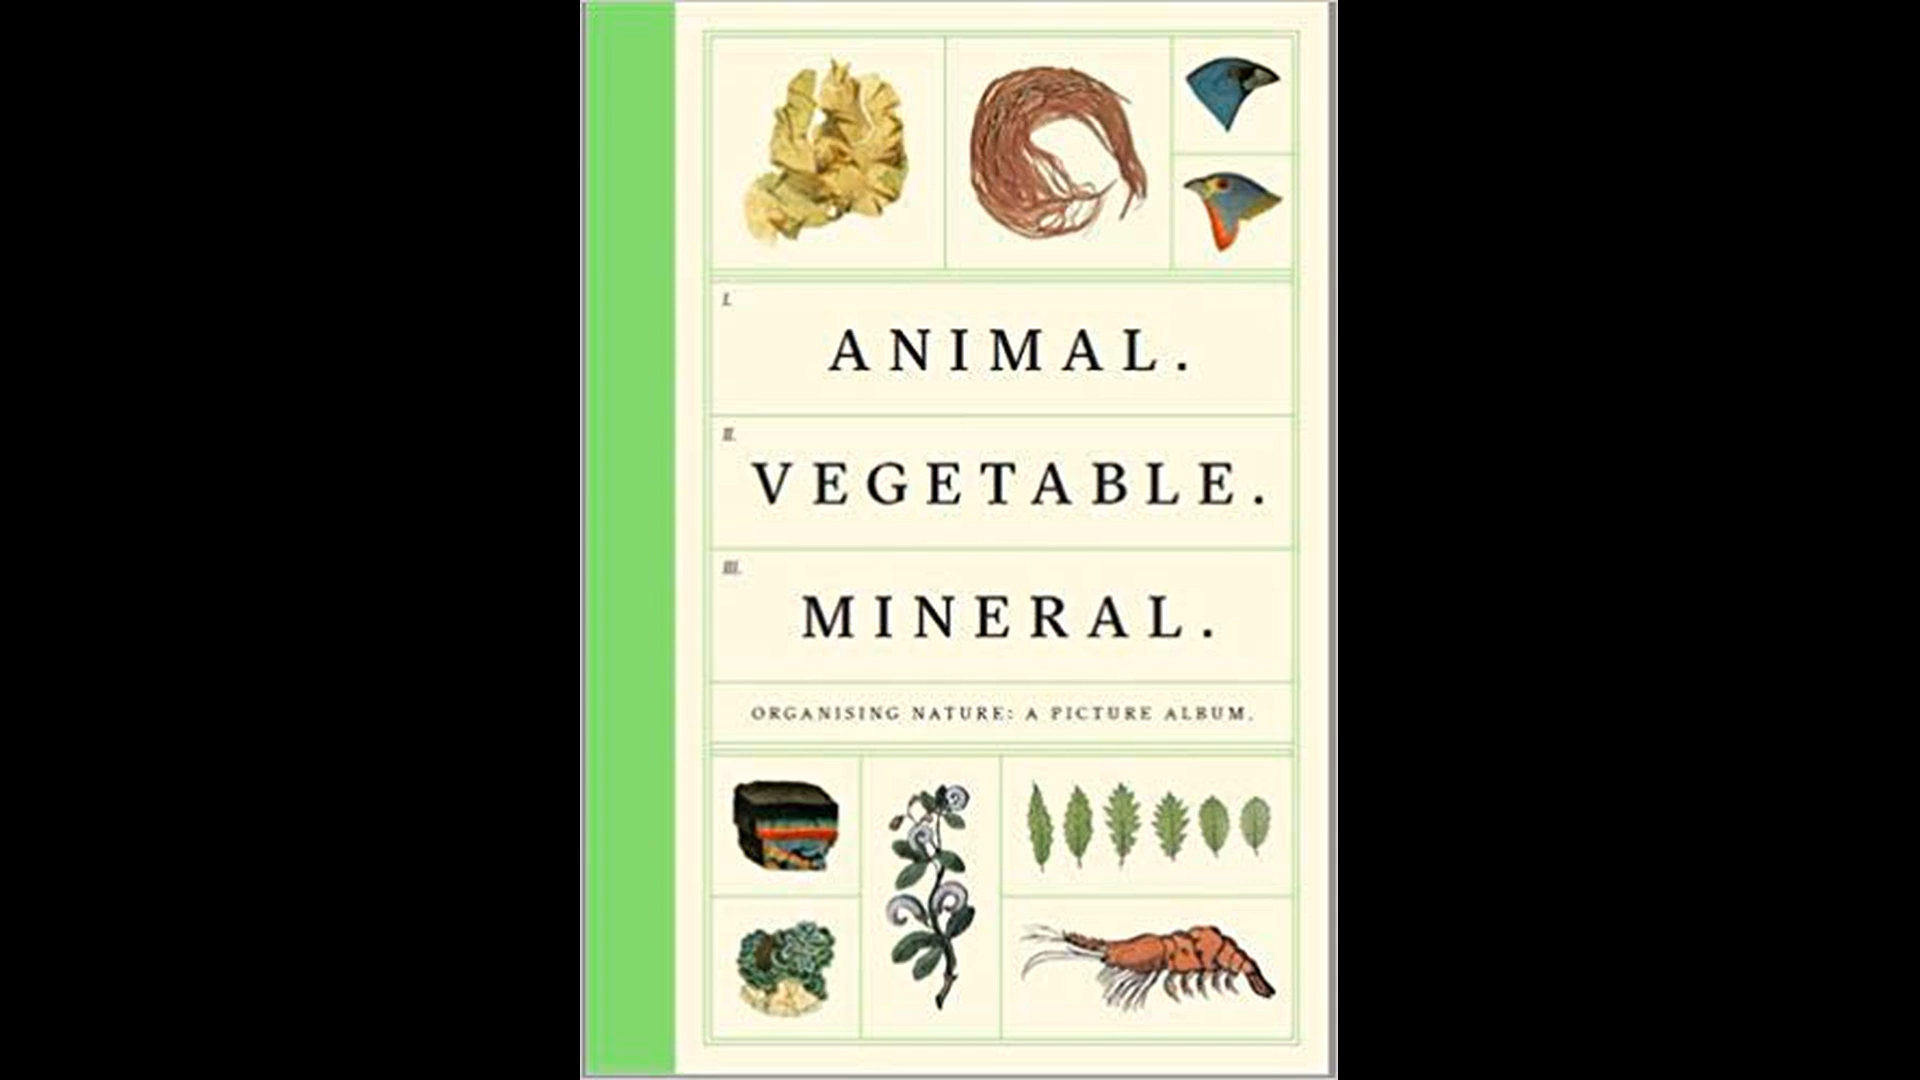 I.
ANIMAL.
II.
VEGETABLE.
III.
MINERAL.
ORGANISING NATURE: A PICTURE ALBUM.